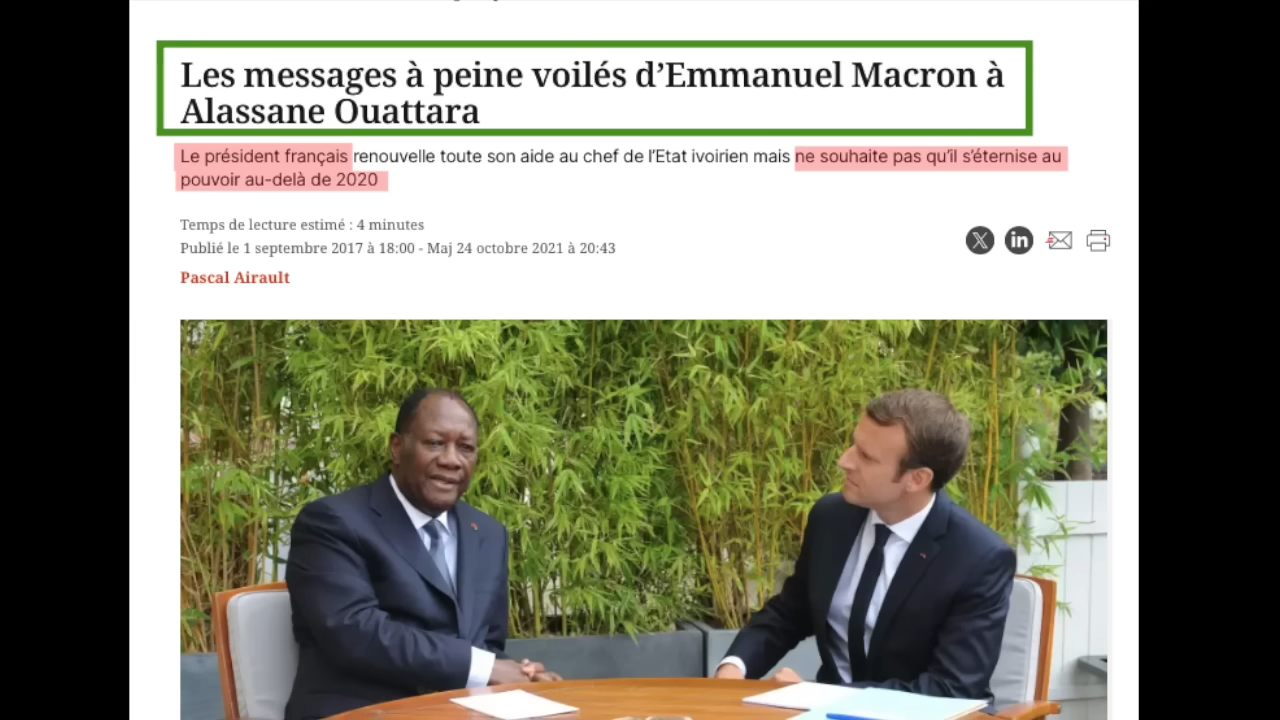 Les messages à peine voilés d’Emmanuel Macron à
Alassane Ouattara
Le président français renouvelle toute son aide au chef de l’Etat ivoirien mais ne souhaite pas qu’il s’éternise au
pouvoir au-delà de 2020
Temps de lecture estimé : 4 minutes
Publié le 1 septembre 2017 à 18:00 - Maj 24 octobre 2021 à 20:43
Pascal Airault